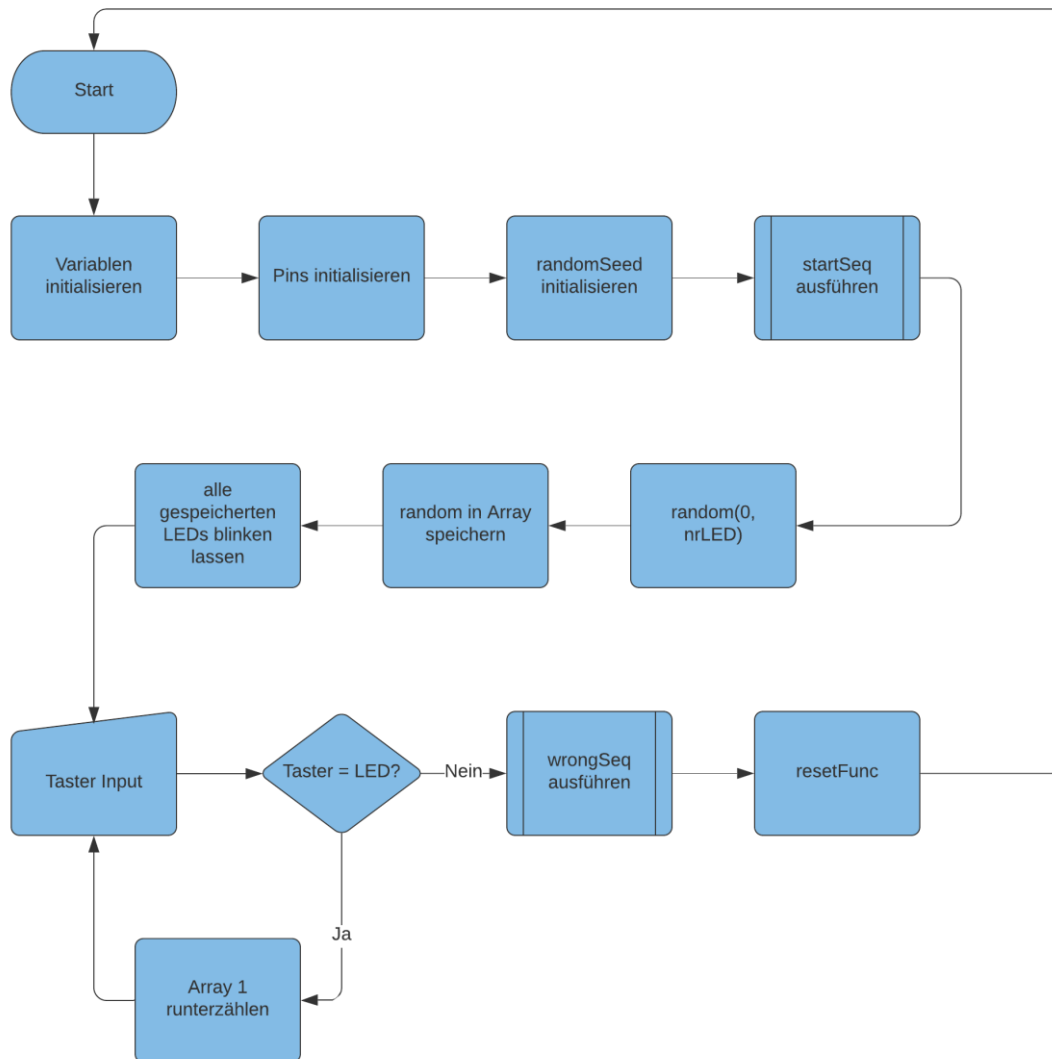 Start
Variablen
initialisieren
Pins initialisieren
randomSeed
initialisieren
startSeq
ausführen
alle
gespeicherten
LEDs blinken
lassen
random in Array
speichern
random(0,
nrLED)
Taster Input
Taster = LED?
Nein
wrongSeq
ausführen
resetFunc
Ja
Array 1
runterzählen